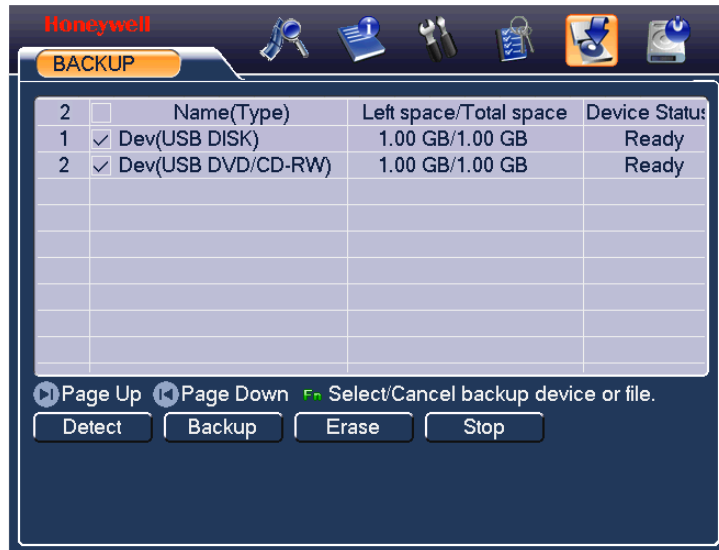 Honeywell
BACKUP
2 Name(Type) Left space/Total space Device Status
1 Dev(USB DISK) 1.00 GB/1.00 GB Ready
2 Dev(USB DVD/CD-RW) 1.00 GB/1.00 GB Ready
Page Up Page Down Fn Select/Cancel backup device or file.
Detect Backup Erase Stop